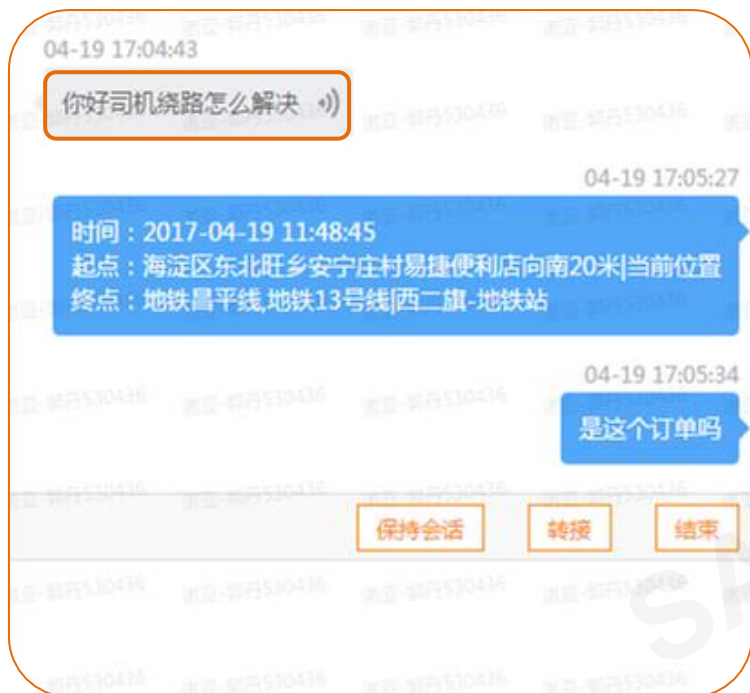 04-19 17:04:43
你好司机绕路怎么解决
04-19 17:05:27
时间：2017-04-19 11:48:45
起点：海淀区东北旺乡安宁庄村易捷便利店向南20米|当前位置
终点：地铁昌平线,地铁13号线|西二旗-地铁站
04-19 17:05:34
是这个订单吗
保持会话 转接 结束